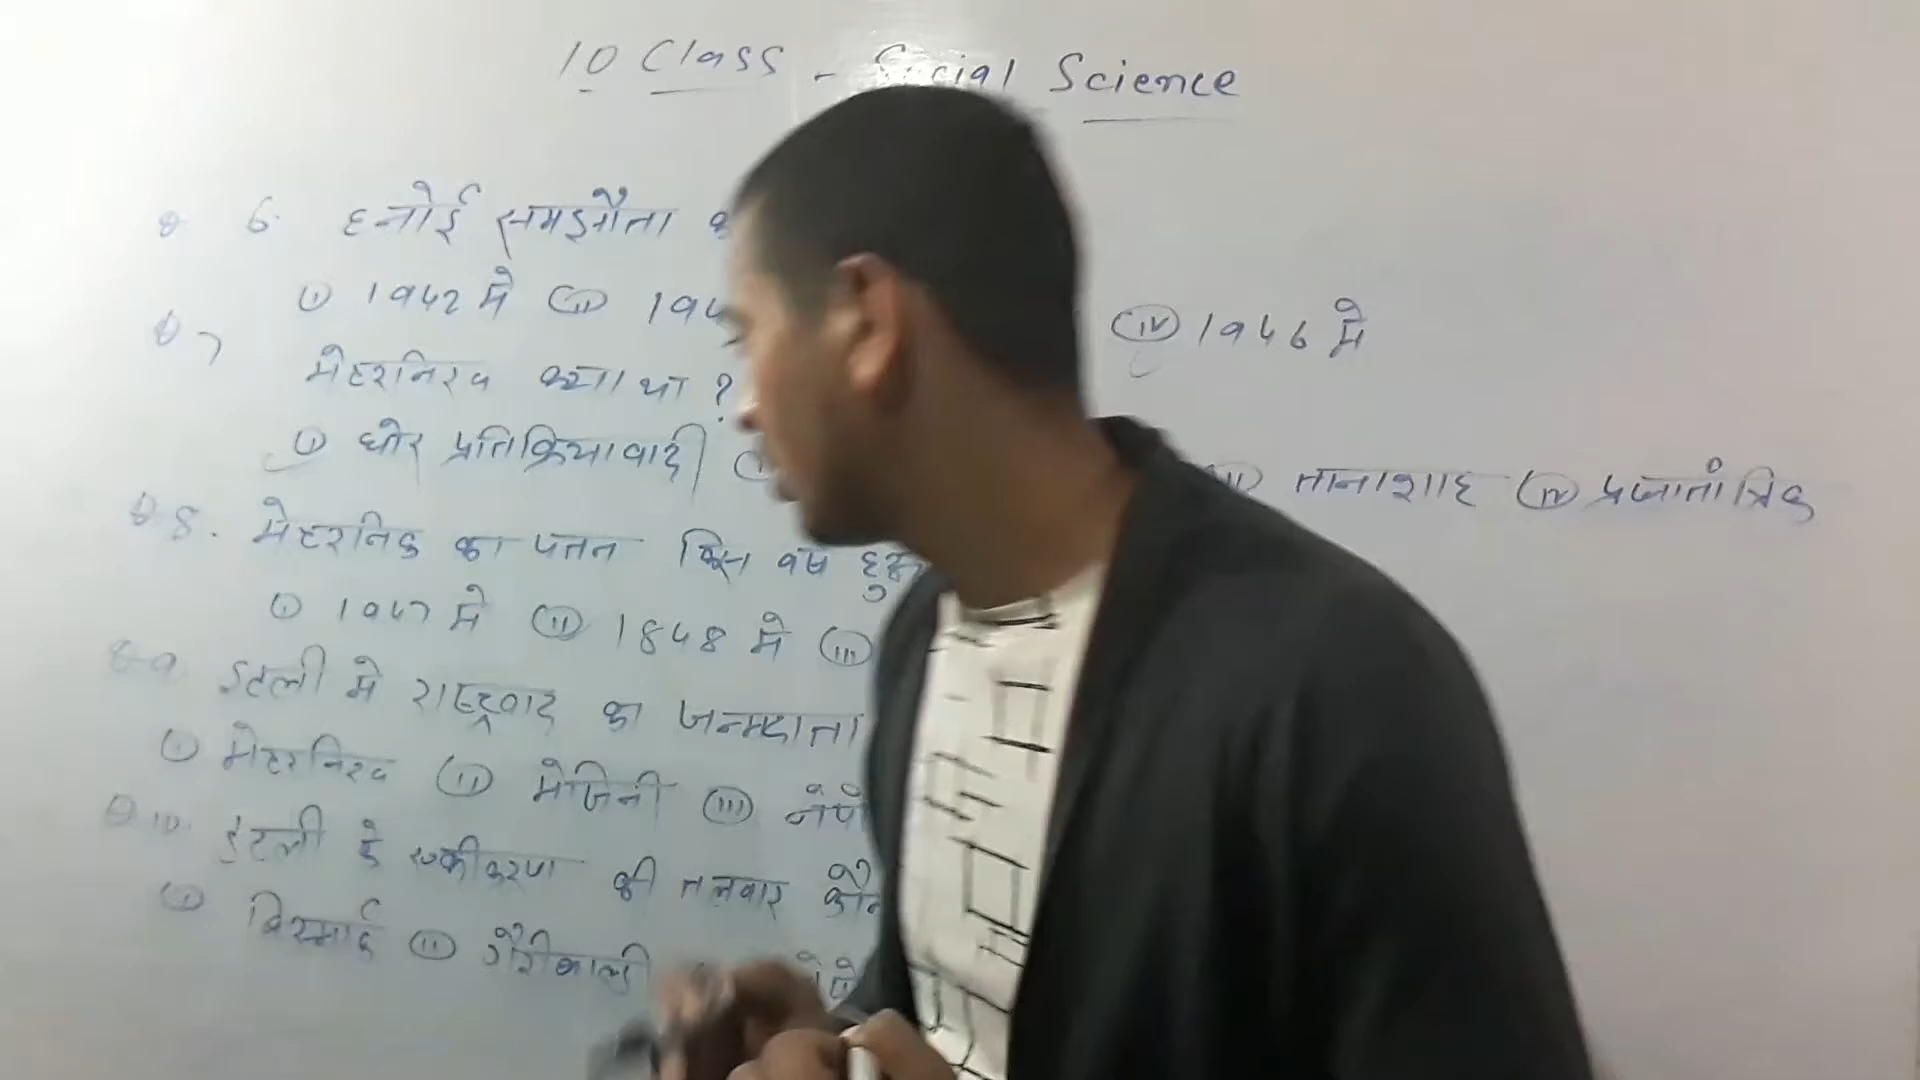 10 Class - Social Science
Q 6. हनोई समझौता
(i) 1942 में (ii) 194 (iv) 1946 में
Q 7 मेटरनिख क्या था ?
(i) घोर प्रतिक्रियावादी तानाशाह (iv) प्रजातांत्रिक
Q 8. मेटरनिक का पतन किस वर्ष
(i) 1947 में (ii) 1848 में (iii)
Q-9 इटली में राष्ट्रवाद का जन्मदाता
(i) मेटरनिख (ii) मेजिनी (iii)
Q 10. इटली के एकीकरण की तलवार कौन
(i) बिस्मार्क (ii)